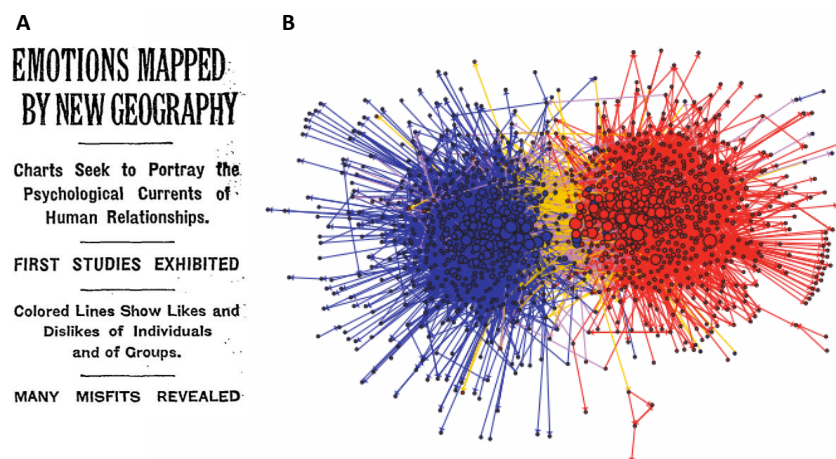 A
EMOTIONS MAPPED
BY NEW GEOGRAPHY
Charts Seek to Portray the
Psychological Currents of
Human Relationships.
FIRST STUDIES EXHIBITED
Colored Lines Show Likes and
Dislikes of Individuals
and of Groups.
MANY MISFITS REVEALED
B